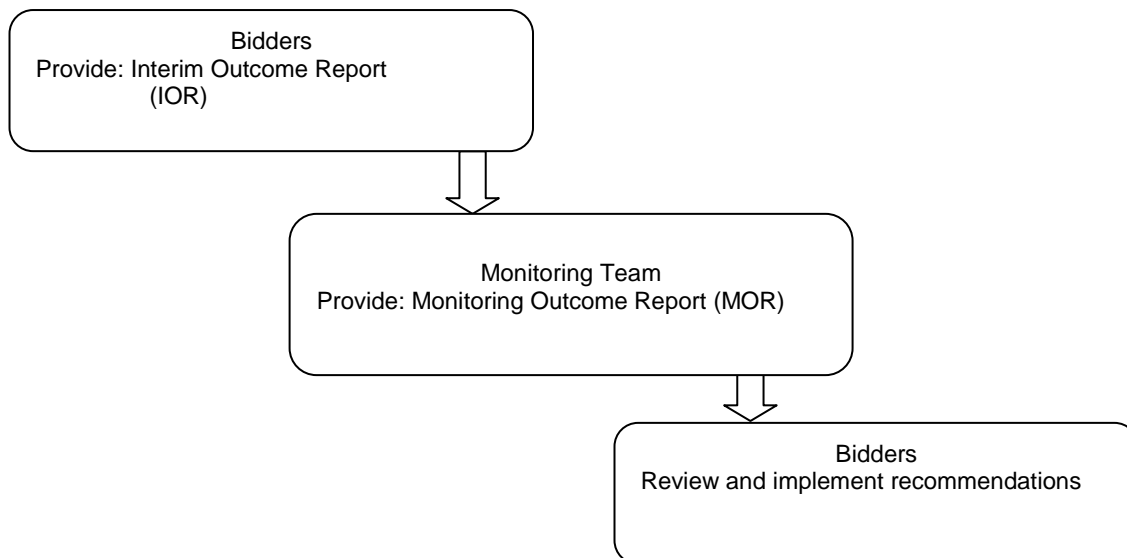 Bidders
Provide: Interim Outcome Report
(IOR)
Monitoring Team
Provide: Monitoring Outcome Report (MOR)
Bidders
Review and implement recommendations